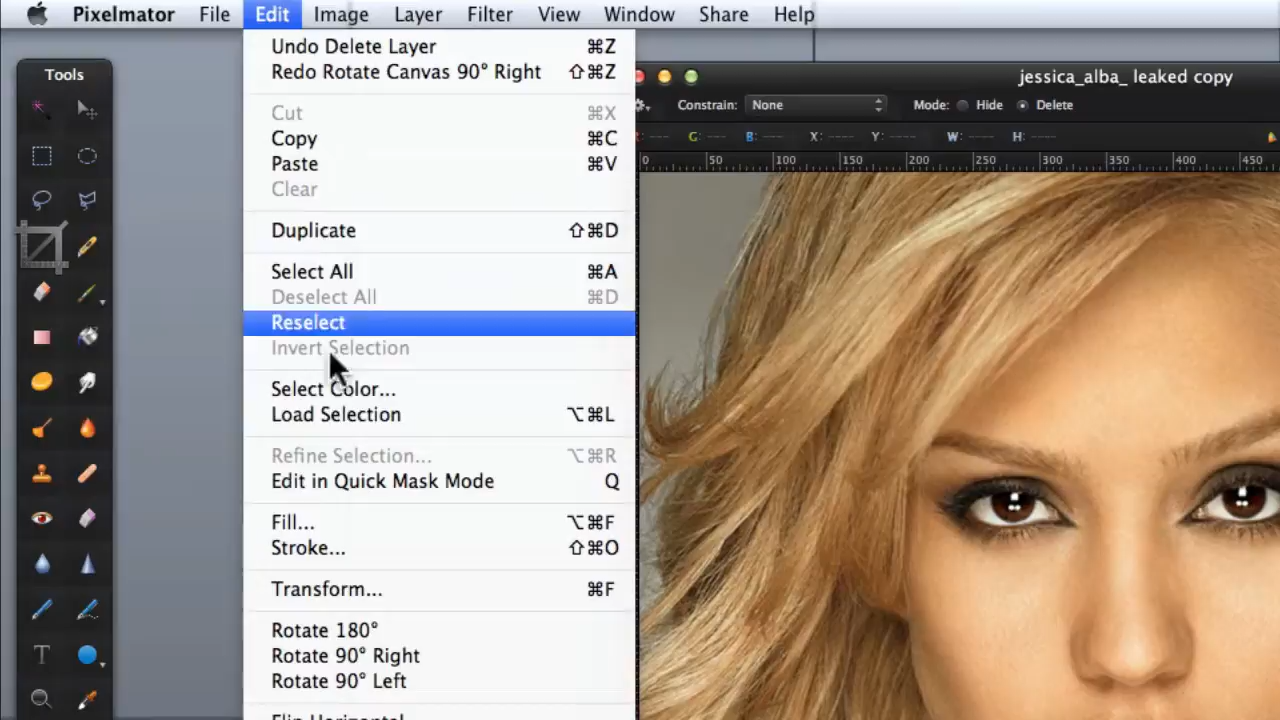 Pixelmator File Edit Image Layer Filter View Window Share Help
Undo Delete Layer ⌘Z
Redo Rotate Canvas 90° Right ⇧⌘Z
Cut ⌘X
Copy ⌘C
Paste ⌘V
Clear
Duplicate ⇧⌘D
Select All ⌘A
Deselect All ⌘D
Reselect
Invert Selection
Select Color...
Load Selection ⌥⌘L
Refine Selection... ⌥⌘R
Edit in Quick Mask Mode Q
Fill... ⌥⌘F
Stroke... ⇧⌘O
Transform... ⌘F
Rotate 180°
Rotate 90° Right
Rotate 90° Left
Flip Horizontal
Tools
T
jessica_alba_ leaked copy
Constrain: None Mode: Hide Delete
R: --- G: --- B: --- X: ---- Y: ---- W: ---- H: ----
0 50 100 150 200 250 300 350 400 450